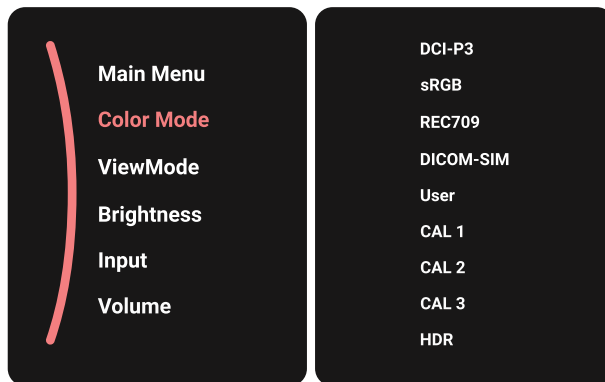 Main Menu
Color Mode
ViewMode
Brightness
Input
Volume
DCI-P3
sRGB
REC709
DICOM-SIM
User
CAL 1
CAL 2
CAL 3
HDR